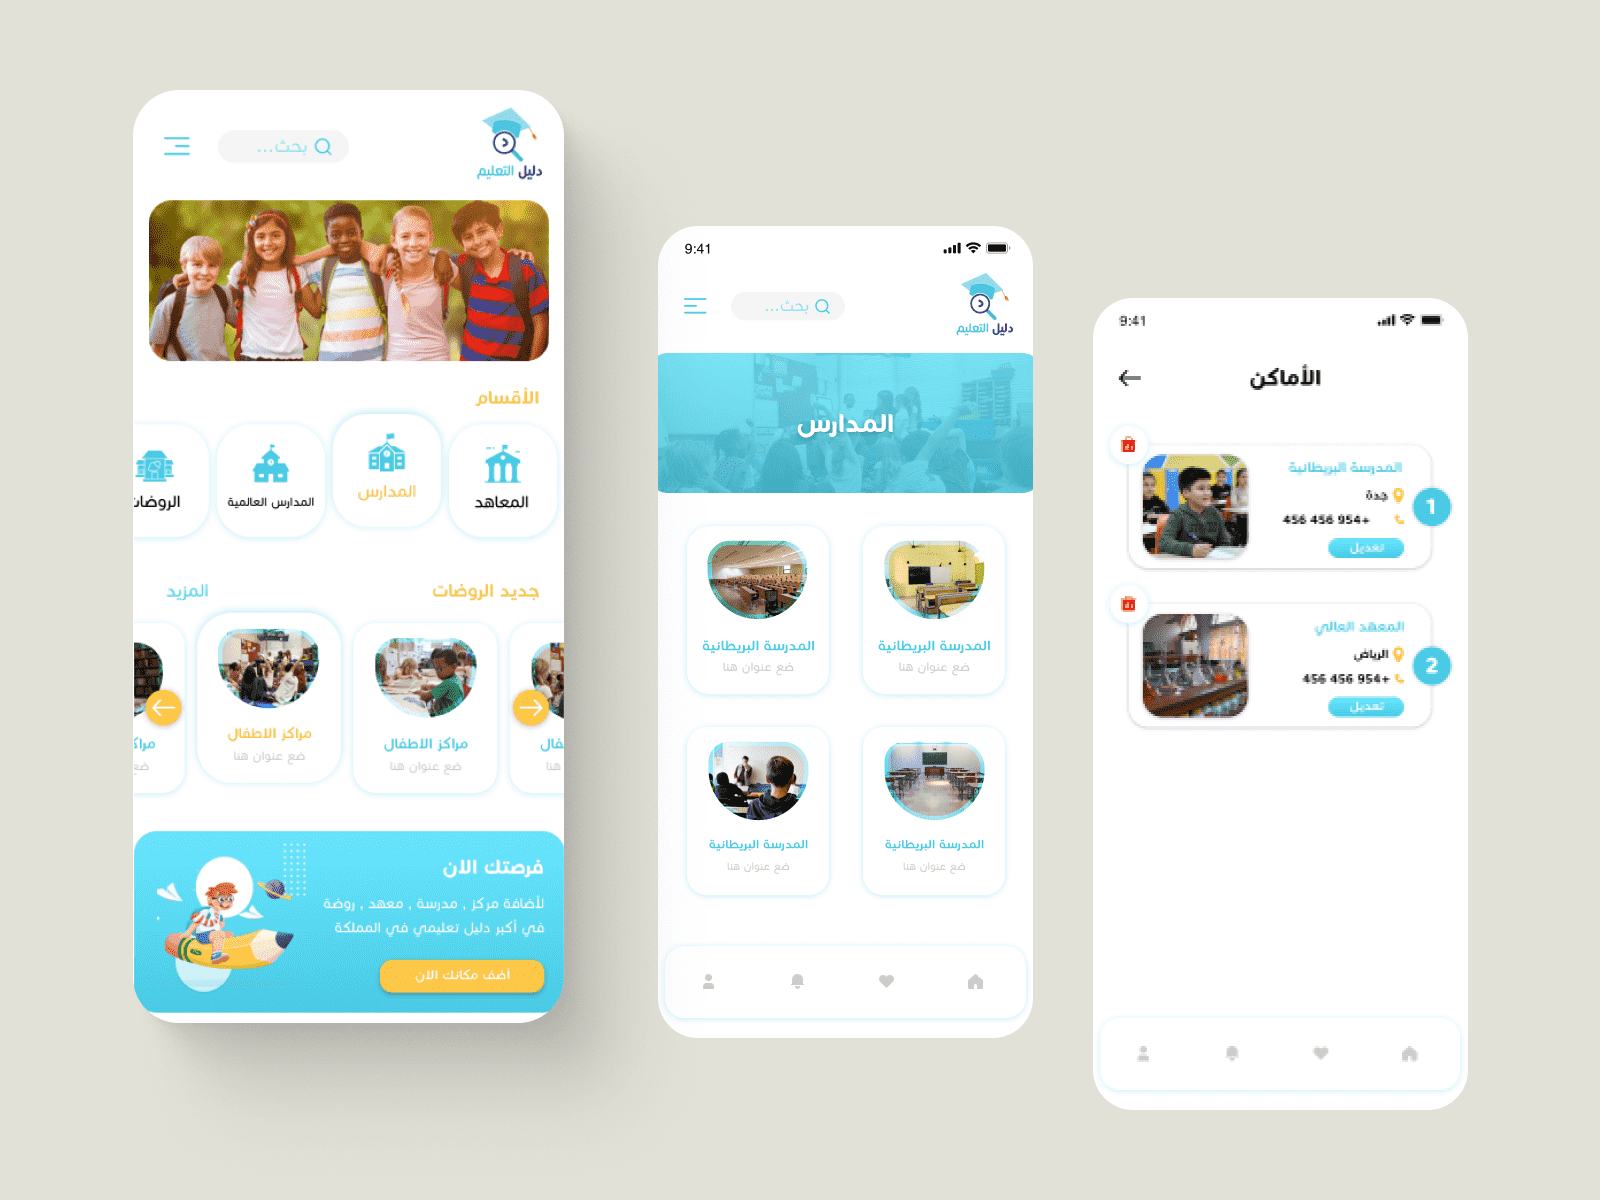 بحث...
دليل التعليم
الأقسام
المعاهد
المدارس
المدارس العالمية
الروضات
جديد الروضات
المزيد
مراكز الاطفال
ضع عنوان هنا
مراكز الاطفال
ضع عنوان هنا
فرصتك الان
لأضافة مركز , مدرسة , معهد , روضة
في أكبر دليل تعليمي في المملكة
أضف مكانك الان
9:41
بحث...
دليل التعليم
المدارس
المدرسة البريطانية
ضع عنوان هنا
المدرسة البريطانية
ضع عنوان هنا
المدرسة البريطانية
ضع عنوان هنا
المدرسة البريطانية
ضع عنوان هنا
9:41
الأماكن
المدرسة البريطانية
جدة
+954 456 456
تعديل
1
المعهد العالي
الرياض
+954 456 456
تعديل
2